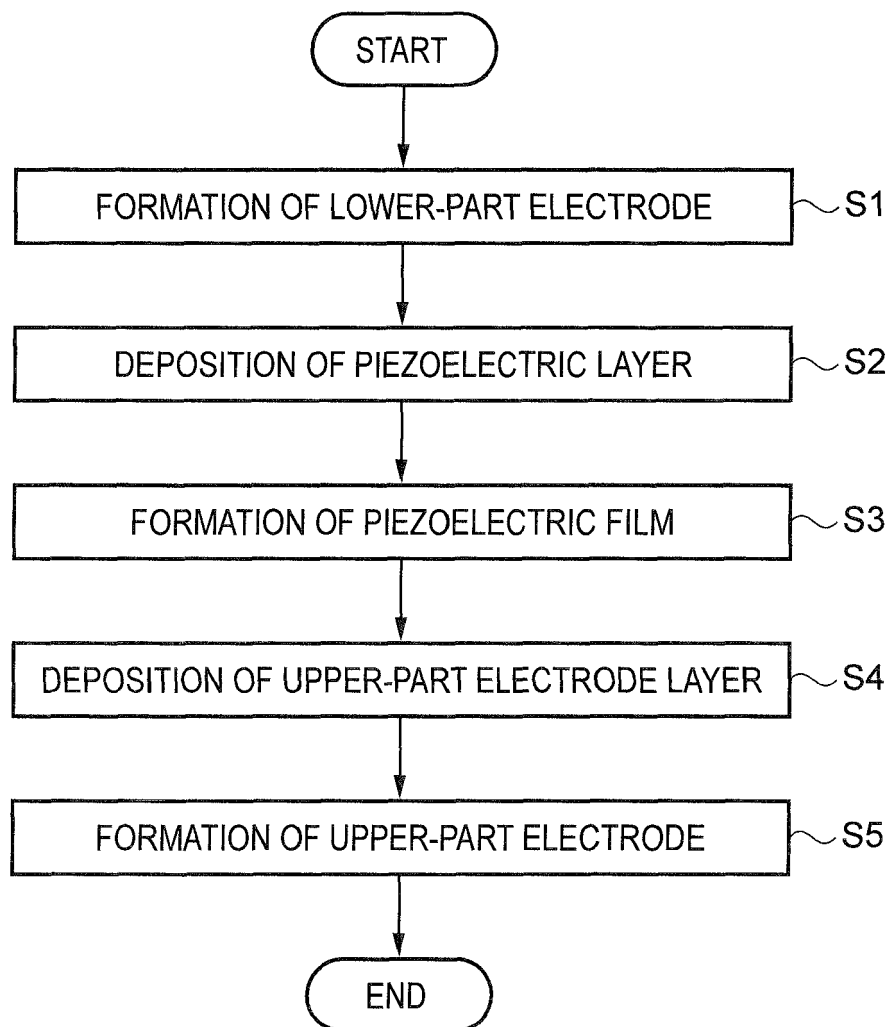 START
FORMATION OF LOWER-PART ELECTRODE
S1
DEPOSITION OF PIEZOELECTRIC LAYER
S2
FORMATION OF PIEZOELECTRIC FILM
S3
DEPOSITION OF UPPER-PART ELECTRODE LAYER
S4
FORMATION OF UPPER-PART ELECTRODE
S5
END